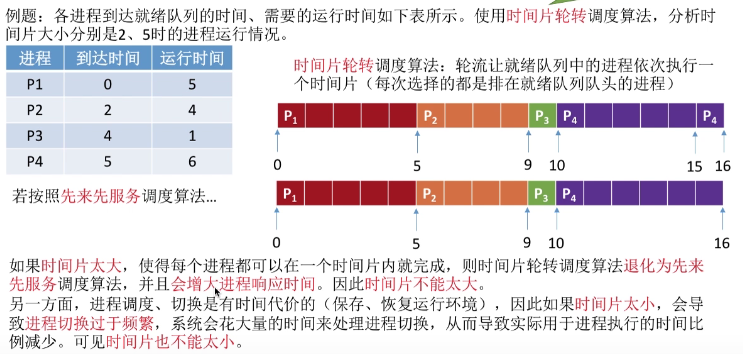 例题：各进程到达就绪队列的时间、需要的运行时间如下表所示。使用时间片轮转调度算法，分析时
间片大小分别是2、5时的进程运行情况。
进程 到达时间 运行时间
P1 0 5
P2 2 4
P3 4 1
P4 5 6
时间片轮转调度算法：轮流让就绪队列中的进程依次执行一
个时间片（每次选择的都是排在就绪队列队头的进程）
P1 P2 P3 P4 P4
0 5 9 10 15 16
若按照先来先服务调度算法...
P1 P2 P3 P4
0 5 9 10 16
如果时间片太大，使得每个进程都可以在一个时间片内就完成，则时间片轮转调度算法退化为先来
先服务调度算法，并且会增大进程响应时间。因此时间片不能太大。
另一方面，进程调度、切换是有时间代价的（保存、恢复运行环境），因此如果时间片太小，会导
致进程切换过于频繁，系统会花大量的时间来处理进程切换，从而导致实际用于进程执行的时间比
例减少。可见时间片也不能太小。